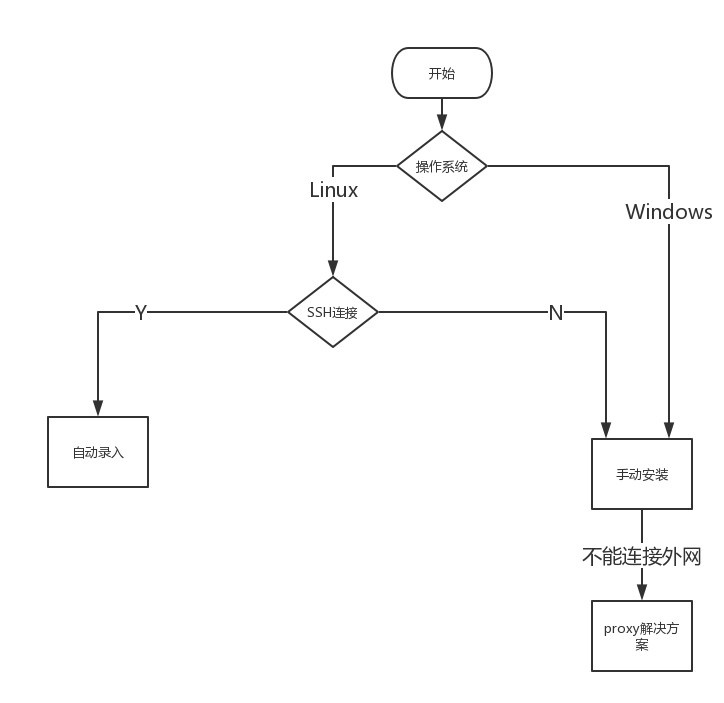 开始
操作系统
Linux
Windows
SSH连接
Y
N
自动录入
手动安装
不能连接外网
proxy解决方
案